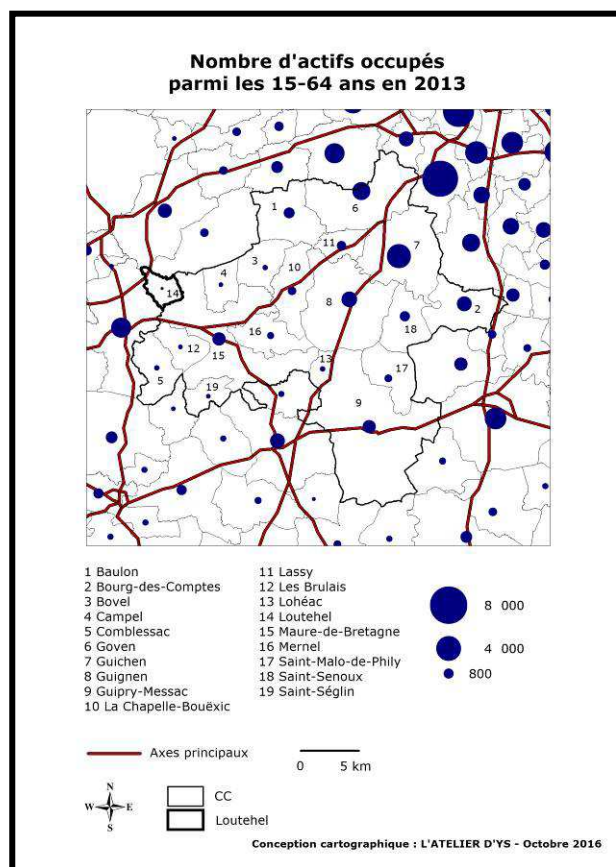 Nombre d'actifs occupés
parmi les 15-64 ans en 2013
1
6
11
7
3
10
4
14
8
2
18
16
12
15
13
5
17
19
9
1 Baulon
2 Bourg-des-Comptes
3 Bovel
4 Campel
5 Comblessac
6 Goven
7 Guichen
8 Guignen
9 Guipry-Messac
10 La Chapelle-Bouëxic
11 Lassy
12 Les Brulais
13 Lohéac
14 Loutehel
15 Maure-de-Bretagne
16 Mernel
17 Saint-Malo-de-Phily
18 Saint-Senoux
19 Saint-Séglin
8 000
4 000
800
Axes principaux
0 5 km
N
W E
S
CC
Loutehel
Conception cartographique : L'ATELIER D'YS - Octobre 2016